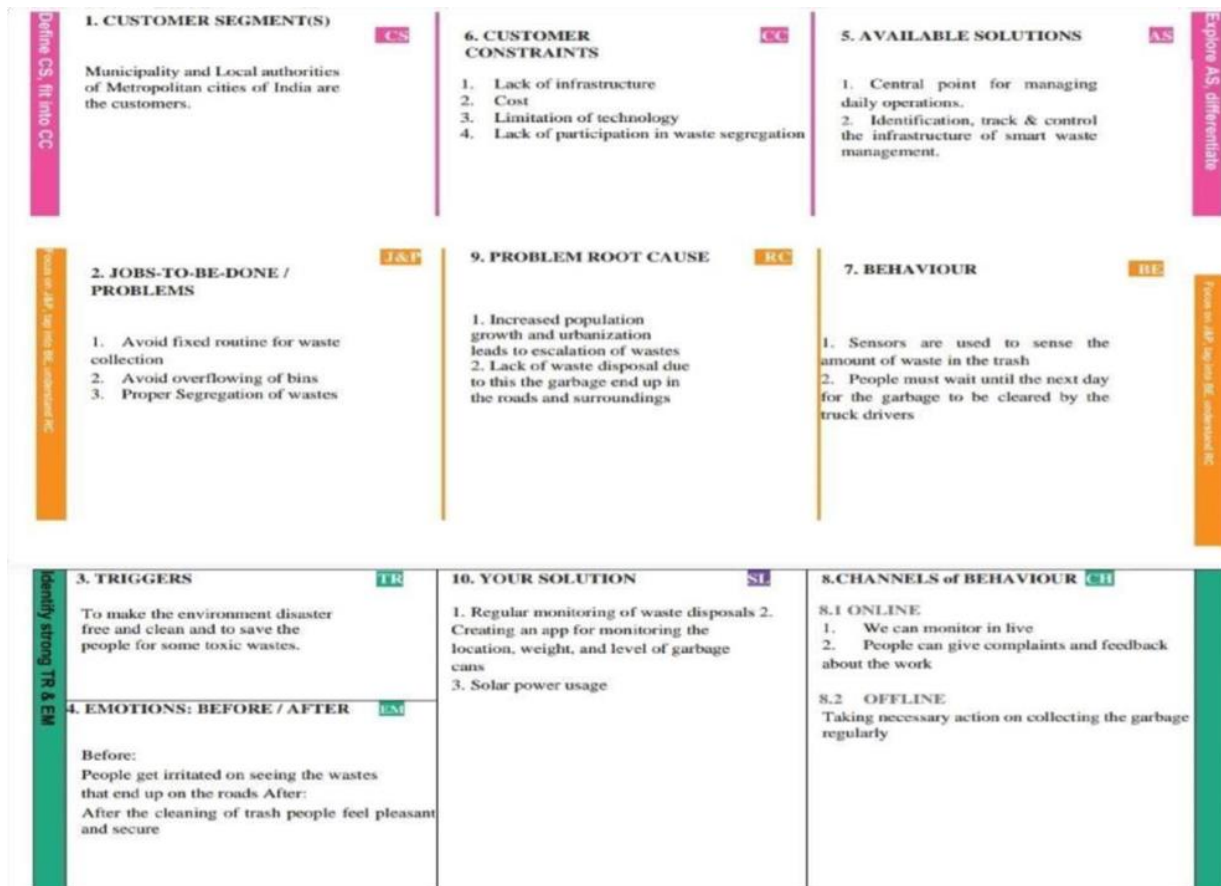 Define CS, fit into CC
1. CUSTOMER SEGMENT(S)
CS
Municipality and Local authorities
of Metropolitan cities of India are
the customers.
6. CUSTOMER
CONSTRAINTS
CC
1. Lack of infrastructure
2. Cost
3. Limitation of technology
4. Lack of participation in waste segregation
5. AVAILABLE SOLUTIONS
AS
1. Central point for managing
daily operations.
2. Identification, track & control
the infrastructure of smart waste
management.
Explore AS, differentiate
Focus on J&P, tap into BE, understand RC
2. JOBS-TO-BE-DONE /
PROBLEMS
J&P
1. Avoid fixed routine for waste
collection
2. Avoid overflowing of bins
3. Proper Segregation of wastes
9. PROBLEM ROOT CAUSE
RC
1. Increased population
growth and urbanization
leads to escalation of wastes
2. Lack of waste disposal due
to this the garbage end up in
the roads and surroundings
7. BEHAVIOUR
BE
1. Sensors are used to sense the
amount of waste in the trash
2. People must wait until the next day
for the garbage to be cleared by the
truck drivers
Focus on J&P, tap into BE, understand RC
Identify strong TR & EM
3. TRIGGERS
TR
To make the environment disaster
free and clean and to save the
people for some toxic wastes.
4. EMOTIONS: BEFORE / AFTER
EM
Before:
People get irritated on seeing the wastes
that end up on the roads After:
After the cleaning of trash people feel pleasant
and secure
10. YOUR SOLUTION
SL
1. Regular monitoring of waste disposals 2.
Creating an app for monitoring the
location, weight, and level of garbage
cans
3. Solar power usage
8.CHANNELS of BEHAVIOUR
CH
8.1 ONLINE
1. We can monitor in live
2. People can give complaints and feedback
about the work
8.2 OFFLINE
Taking necessary action on collecting the garbage
regularly